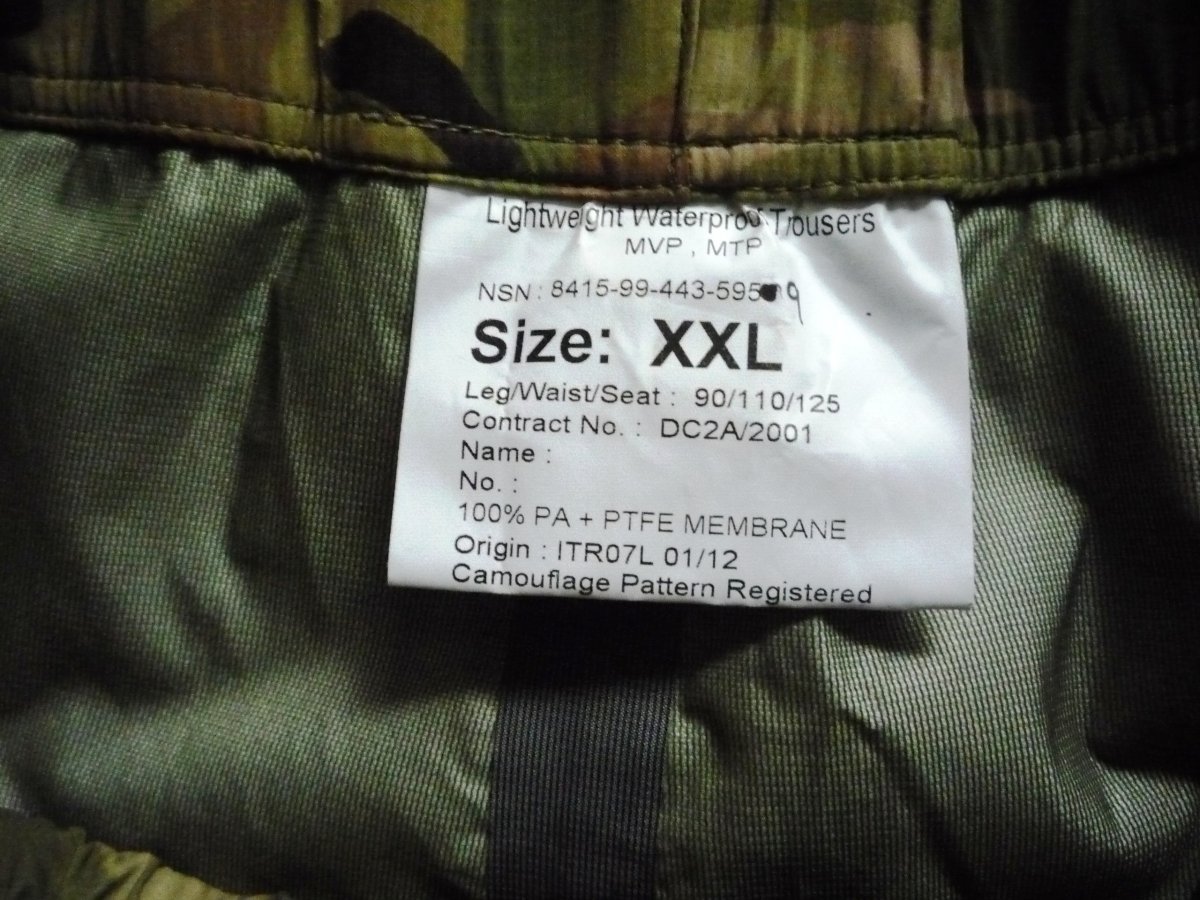 Lightweight Waterproof Trousers
MVP , MTP
NSN : 8415-99-443-595 9
Size: XXL
Leg/Waist/Seat : 90/110/125
Contract No. : DC2A/2001
Name :
No. :
100% PA + PTFE MEMBRANE
Origin : ITR07L 01/12
Camouflage Pattern Registered